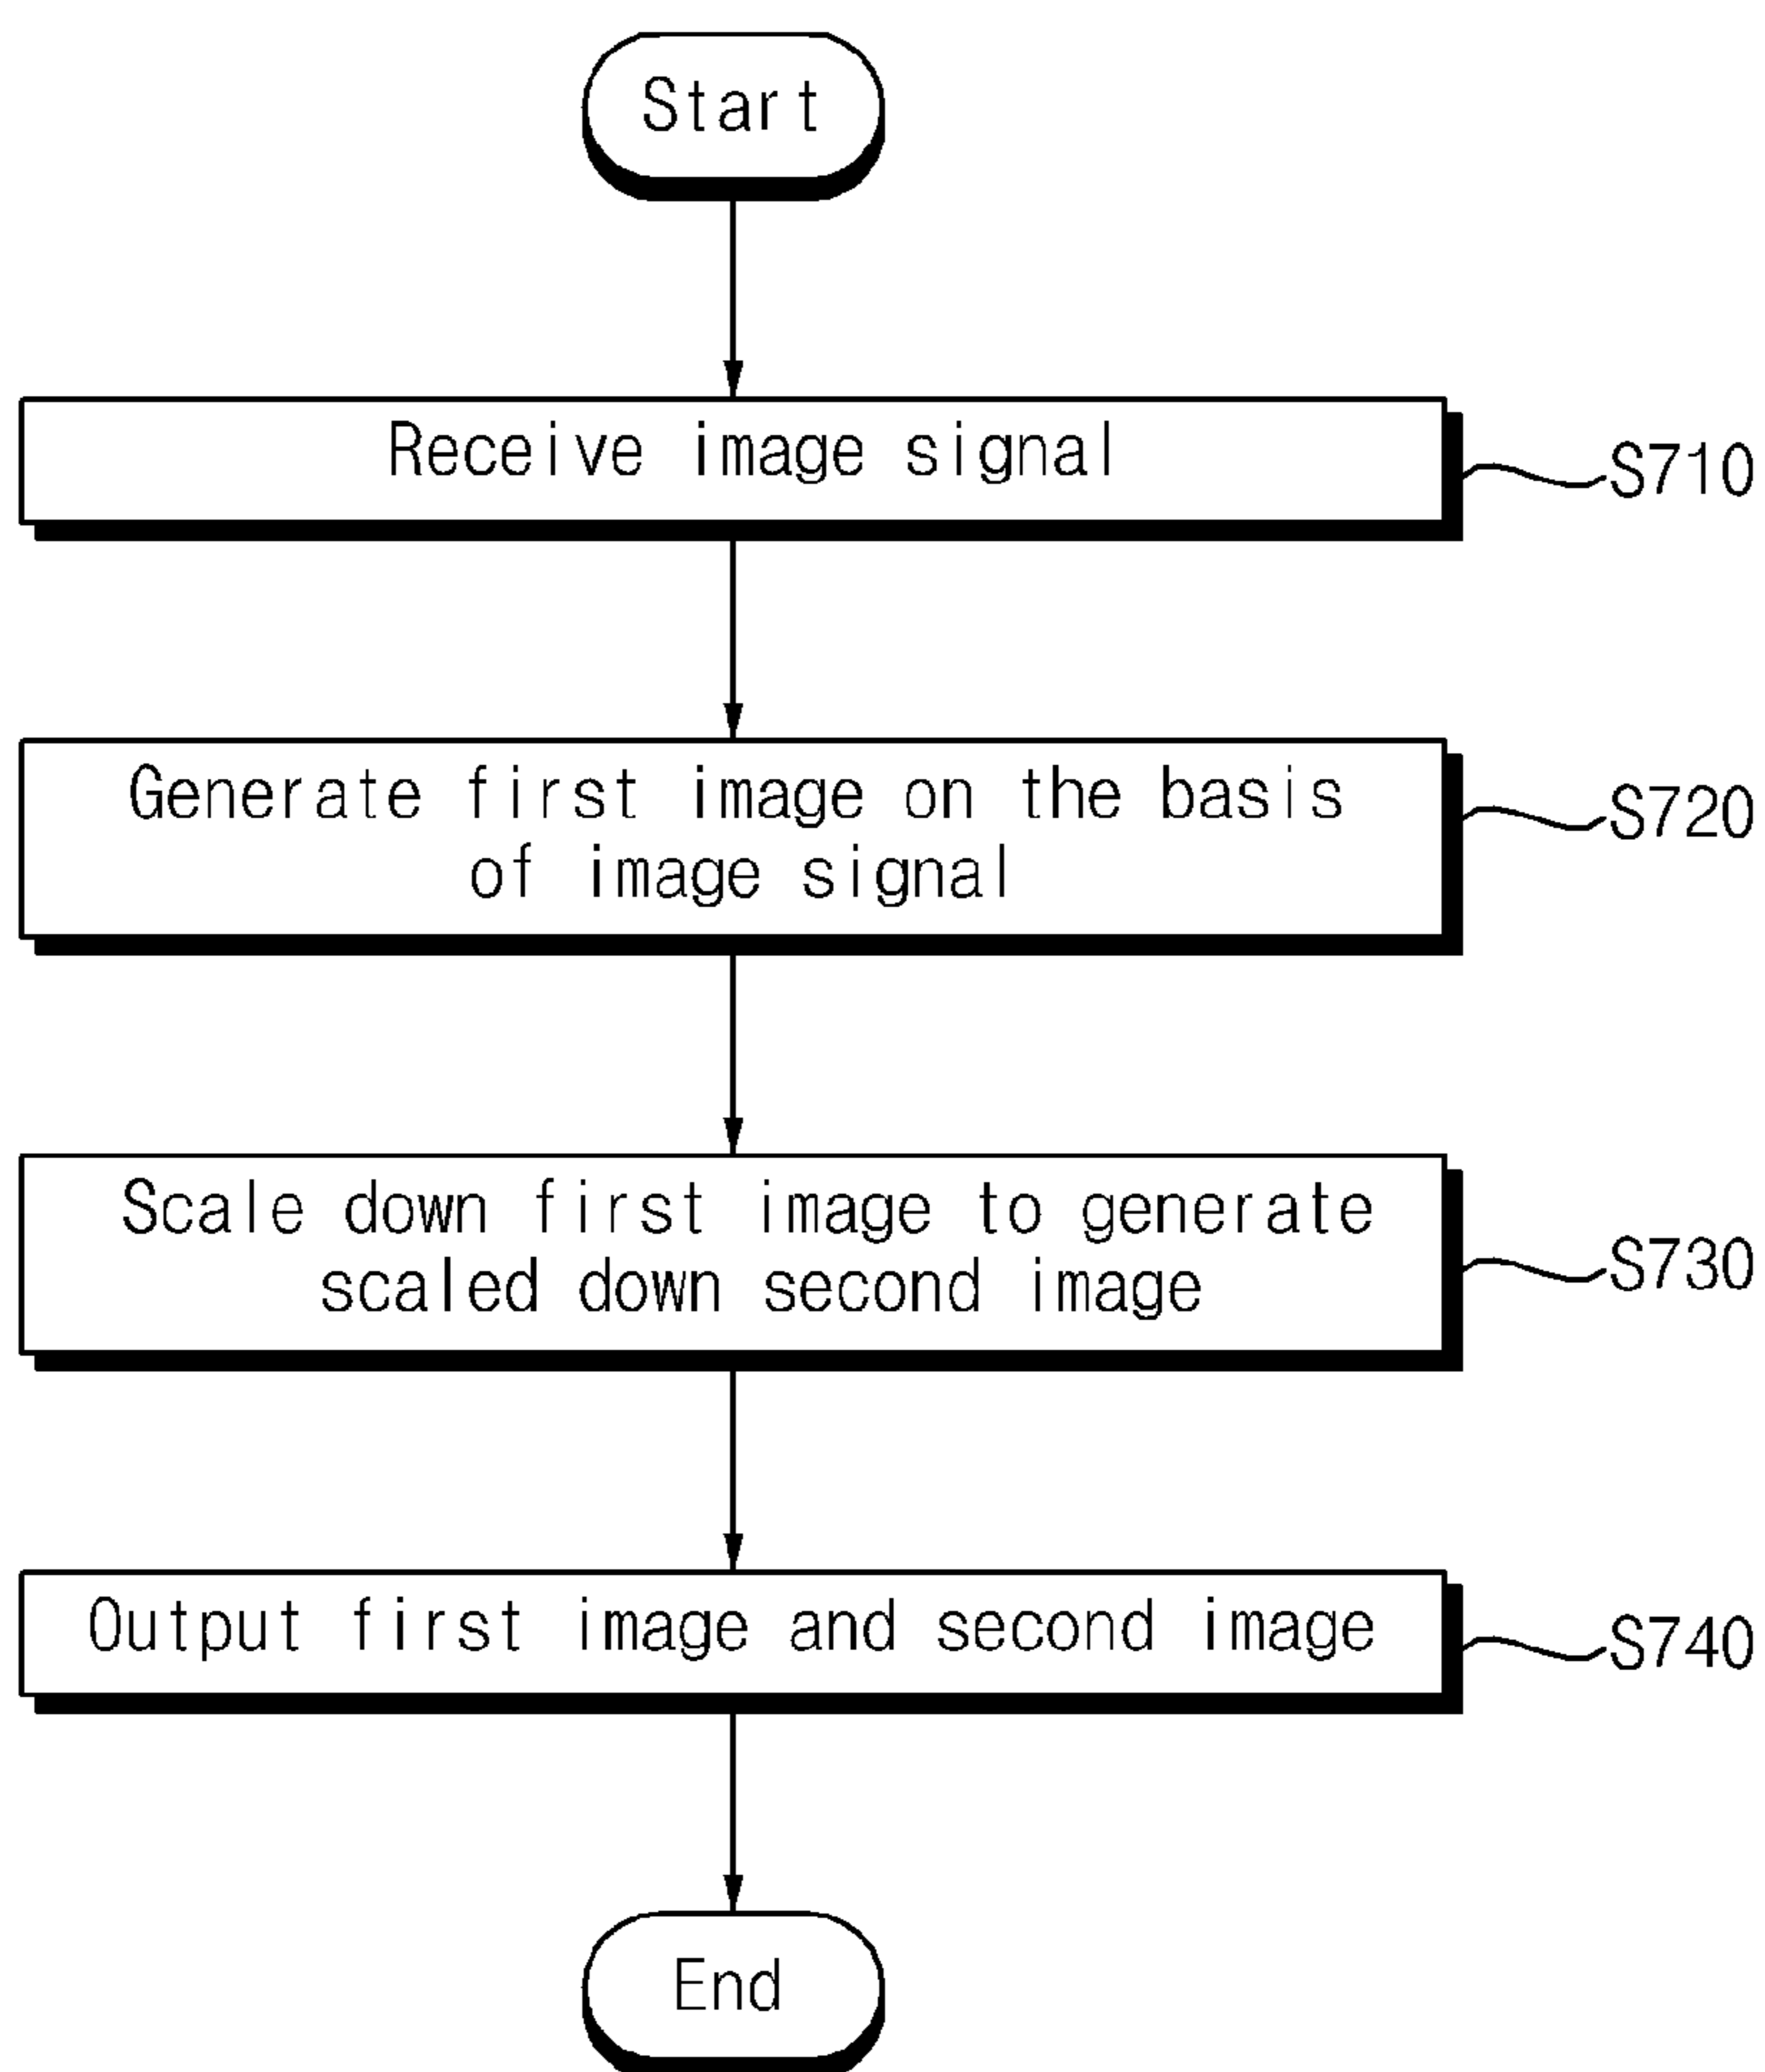 Start
Receive image signal
S710
Generate first image on the basis
of image signal
S720
Scale down first image to generate
scaled down second image
S730
Output first image and second image
S740
End